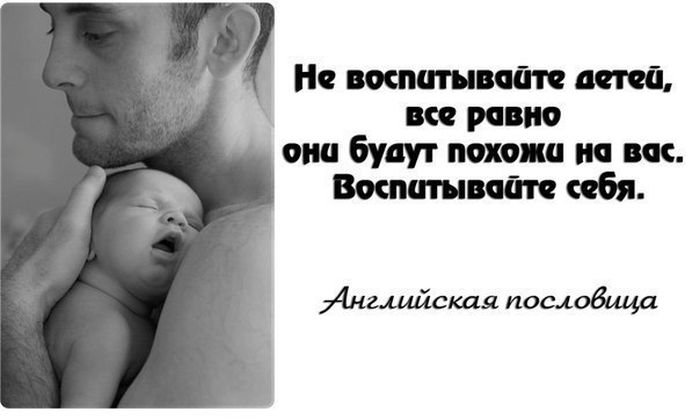 Не воспитывайте детей,
все равно
они будут похожи на вас.
Воспитывайте себя.
Английская пословица